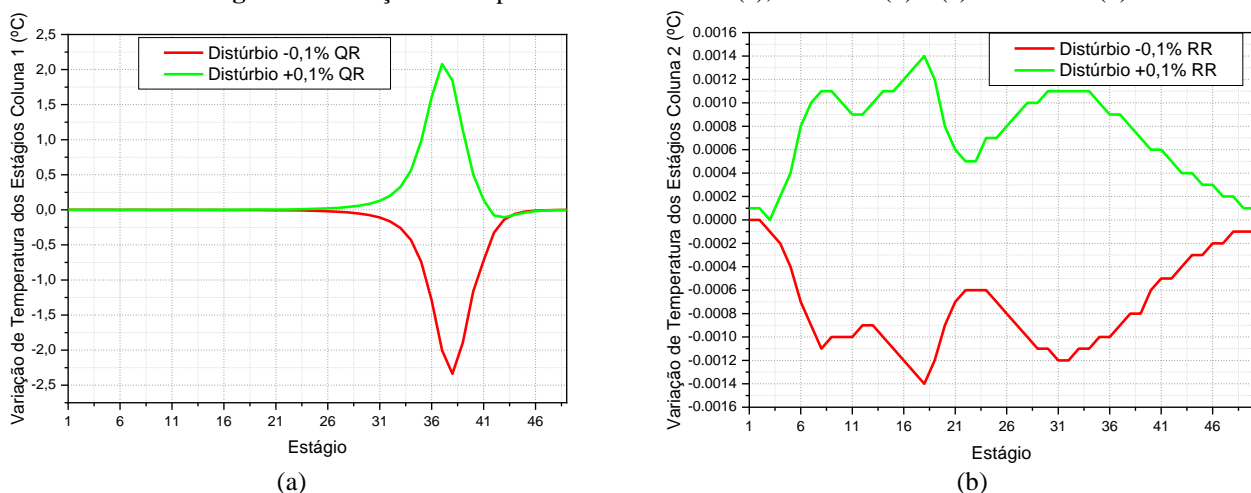 Distúrbio -0,1% QR
Distúrbio +0,1% QR
Variação de Temperatura dos Estágios Coluna 1 (ºC)
2,5
2,0
1,5
1,0
0,5
0,0
-0,5
-1,0
-1,5
-2,0
-2,5
1 6 11 16 21 26 31 36 41 46
Estágio
(a)
Distúrbio -0,1% RR
Distúrbio +0,1% RR
Variação de Temperatura dos Estágios Coluna 2 (ºC)
0.0016
0.0014
0.0012
0.0010
0.0008
0.0006
0.0004
0.0002
0.0000
-0.0002
-0.0004
-0.0006
-0.0008
-0.0010
-0.0012
-0.0014
-0.0016
1 6 11 16 21 26 31 36 41 46
Estágio
(b)